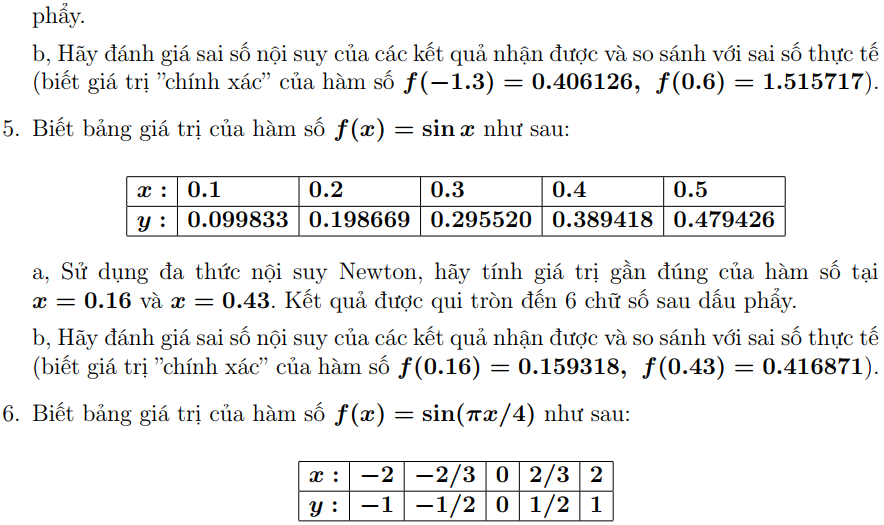 phẩy.
b, Hãy đánh giá sai số nội suy của các kết quả nhận được và so sánh với sai số thực tế
(biết giá trị ”chính xác” của hàm số f(−1.3) = 0.406126, f(0.6) = 1.515717).
5. Biết bảng giá trị của hàm số f(x) = sin x như sau:
x : 0.1 0.2 0.3 0.4 0.5
y : 0.099833 0.198669 0.295520 0.389418 0.479426
a, Sử dụng đa thức nội suy Newton, hãy tính giá trị gần đúng của hàm số tại
x = 0.16 và x = 0.43. Kết quả được qui tròn đến 6 chữ số sau dấu phẩy.
b, Hãy đánh giá sai số nội suy của các kết quả nhận được và so sánh với sai số thực tế
(biết giá trị ”chính xác” của hàm số f(0.16) = 0.159318, f(0.43) = 0.416871).
6. Biết bảng giá trị của hàm số f(x) = sin(πx/4) như sau:
x : −2 −2/3 0 2/3 2
y : −1 −1/2 0 1/2 1